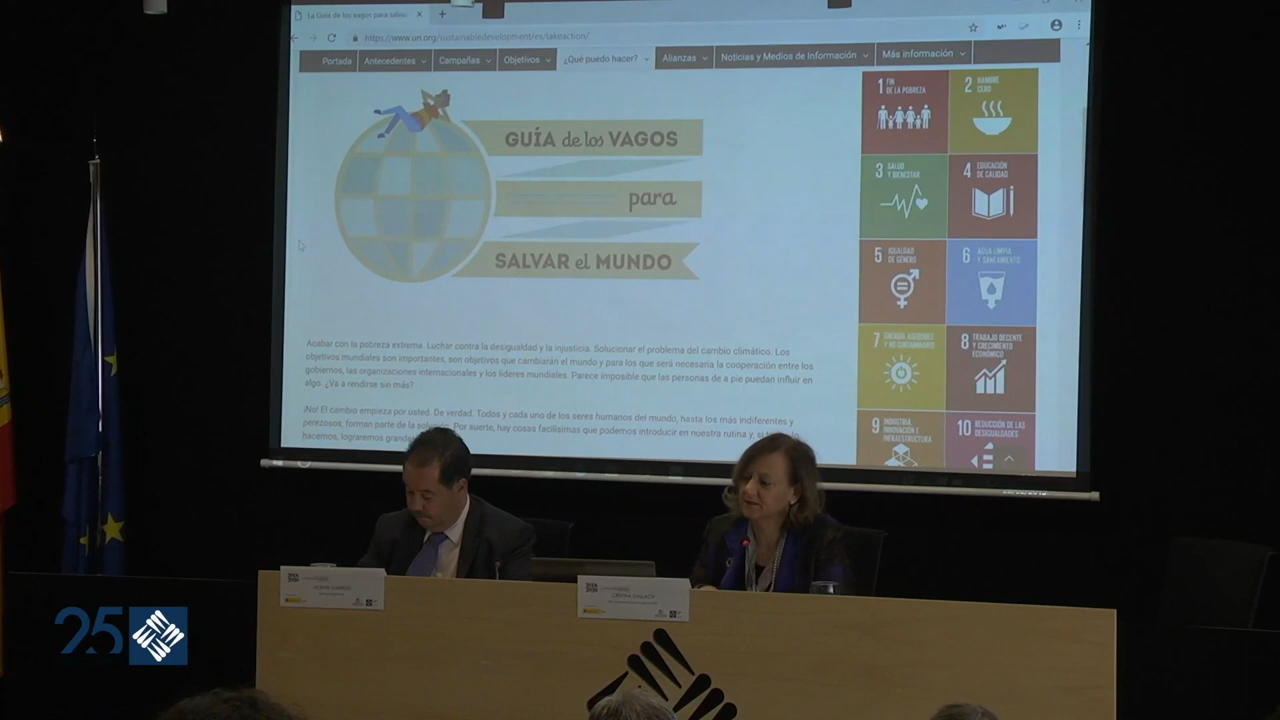 La Guía de los vagos para salvar
https://www.un.org/sustainabledevelopment/es/takeaction/
Portada
Antecedentes
Campañas
Objetivos
¿Qué puedo hacer?
Alianzas
Noticias y Medios de Información
Más información
GUÍA de los VAGOS
para
SALVAR el MUNDO
1 FIN
DE LA POBREZA
2 HAMBRE
CERO
3 SALUD
Y BIENESTAR
4 EDUCACIÓN
DE CALIDAD
5 IGUALDAD
DE GÉNERO
6 AGUA LIMPIA
Y SANEAMIENTO
7 ENERGÍA ASEQUIBLE
Y NO CONTAMINANTE
8 TRABAJO DECENTE
Y CRECIMIENTO
ECONÓMICO
9 INDUSTRIA,
INNOVACIÓN E
INFRAESTRUCTURA
10 REDUCCIÓN DE LAS
DESIGUALDADES
Acabar con la pobreza extrema. Luchar contra la desigualdad y la injusticia. Solucionar el problema del cambio climático. Los
objetivos mundiales son importantes, son objetivos que cambiarán el mundo y para los que será necesaria la cooperación entre los
gobiernos, las organizaciones internacionales y los líderes mundiales. Parece imposible que las personas de a pie puedan influir en
algo. ¿Va a rendirse sin más?
¡No! El cambio empieza por usted. De verdad. Todos y cada uno de los seres humanos del mundo, hasta los más indiferentes y
perezosos, forman parte de la solución. Por suerte, hay cosas facilísimas que podemos introducir en nuestra rutina y, si
hacemos, lograremos grandes
CRISTINA GALLACH
25